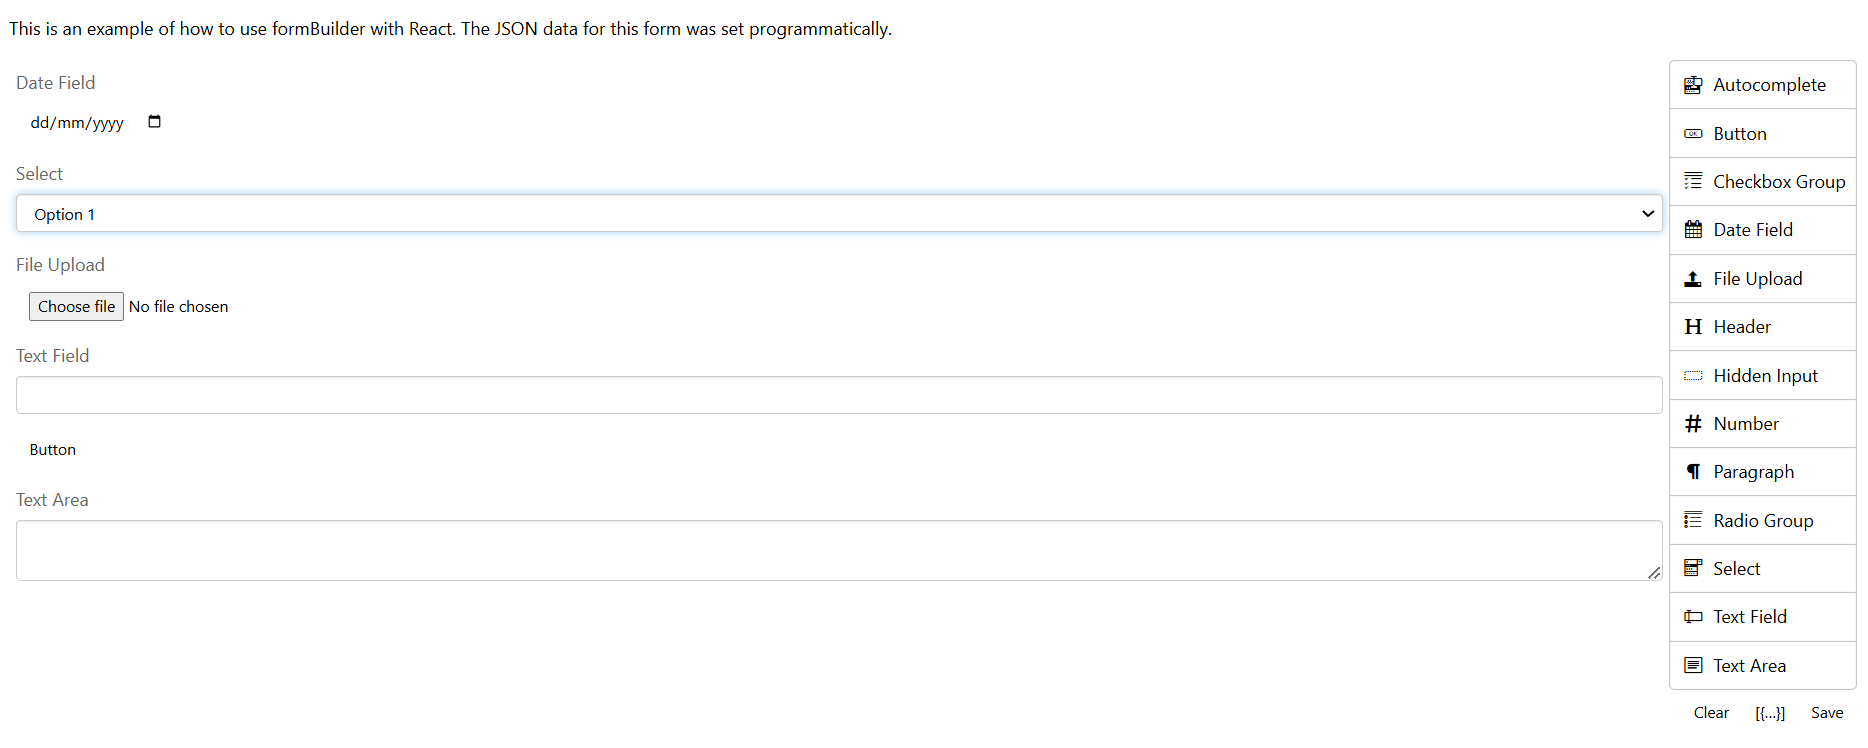 This is an example of how to use formBuilder with React. The JSON data for this form was set programmatically.
Date Field
dd/mm/yyyy
Select
Option 1
File Upload
Choose file No file chosen
Text Field
Button
Text Area
Autocomplete
Button
Checkbox Group
Date Field
File Upload
Header
Hidden Input
Number
Paragraph
Radio Group
Select
Text Field
Text Area
Clear [{...}] Save